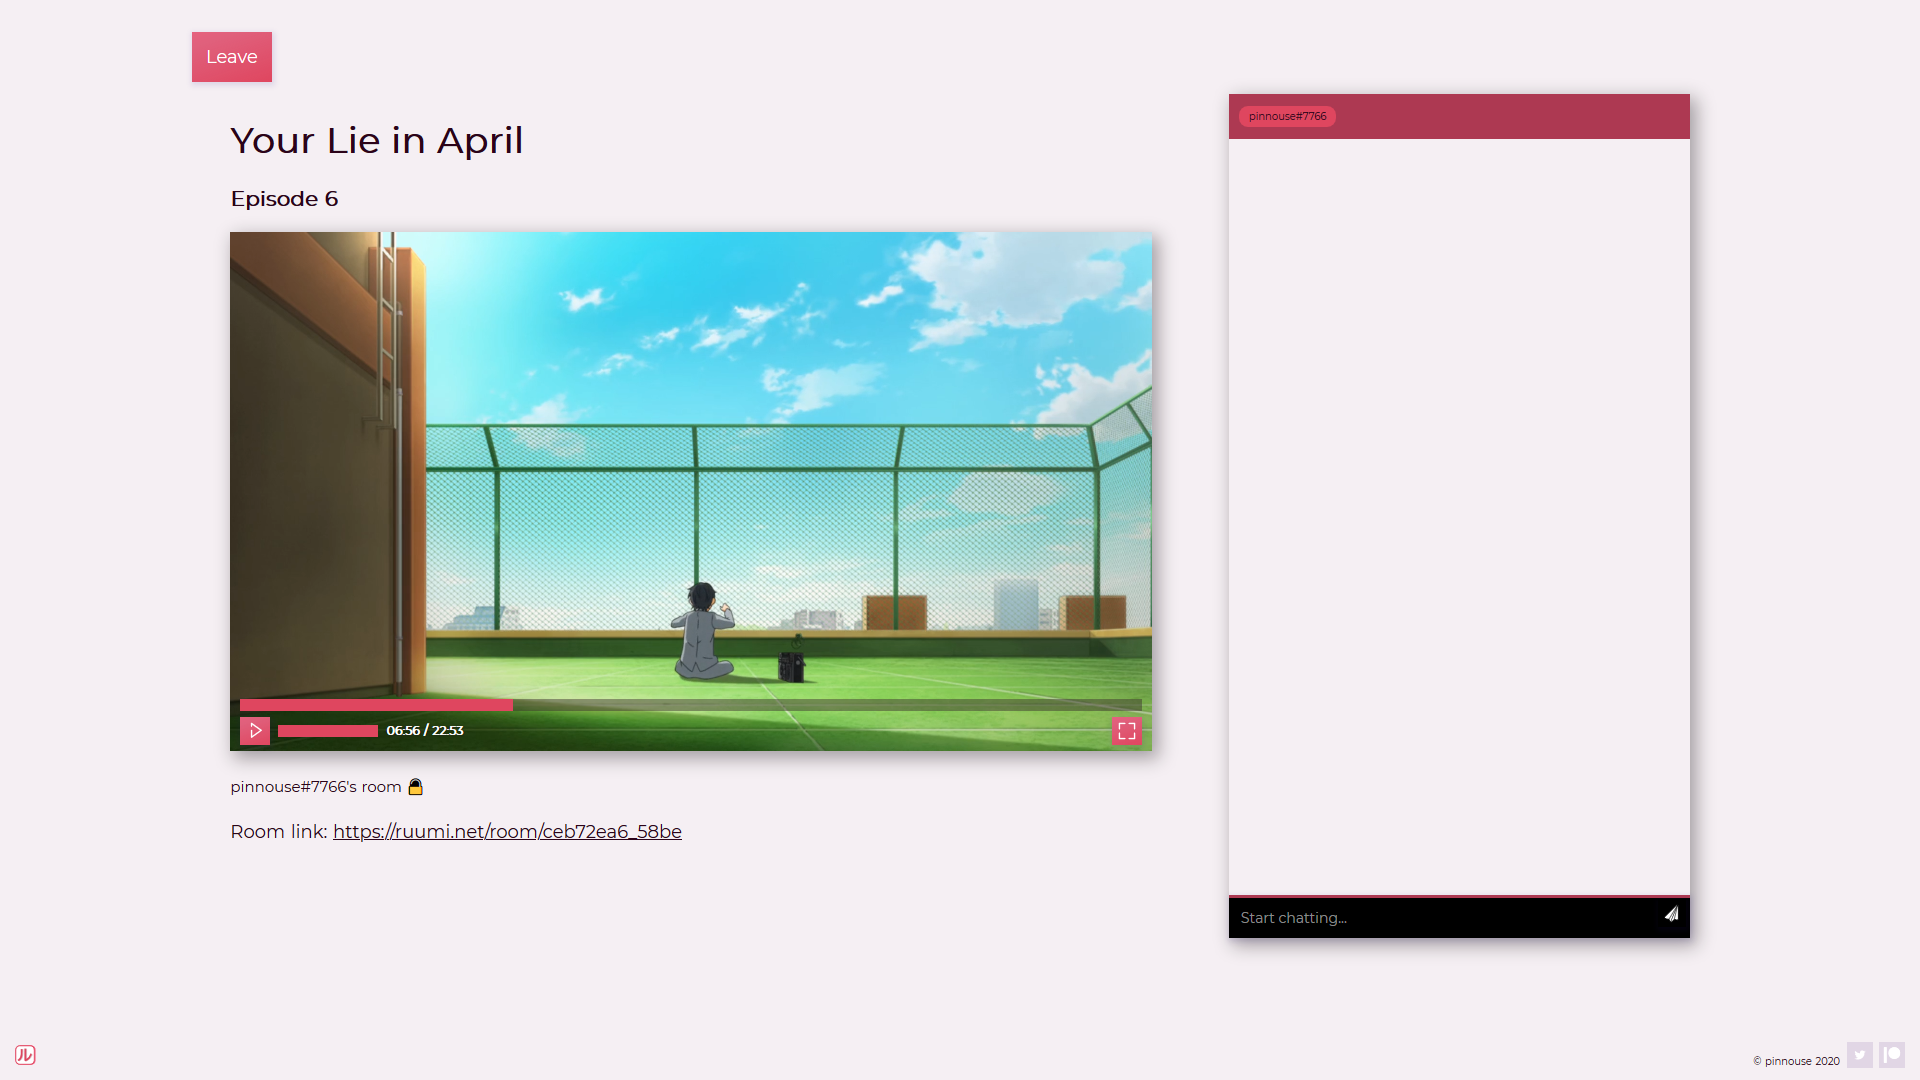 Leave
Your Lie in April
Episode 6
06:56 / 22:53
pinnouse#7766's room
Room link: https://ruumi.net/room/ceb72ea6_58be
pinnouse#7766
Start chatting...
ル
© pinnouse 2020